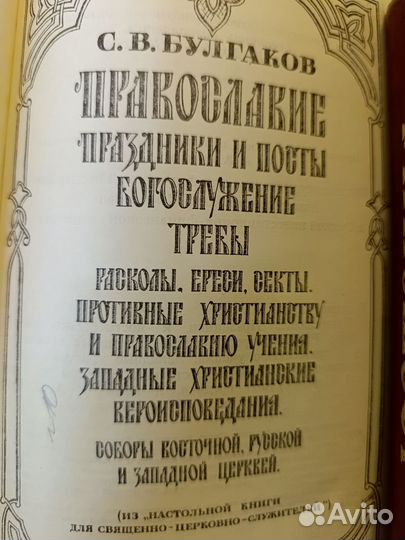 С. В. БУЛГАКОВ
ПРАВОСЛАВИЕ
ПРАЗДНИКИ И ПОСТЫ
БОГОСЛУЖЕНИЕ
ТРЕБЫ
РАСКОЛЫ, ЕРЕСИ, СЕКТЫ.
ПРОТИВНЫЕ ХРИСТИАНСТВУ
И ПРАВОСЛАВИЮ УЧЕНИЯ.
ЗАПАДНЫЕ ХРИСТИАНСКИЕ
ВЕРОИСПОВЕДАНИЯ.
СОБОРЫ ВОСТОЧНОЙ, РУССКОЙ
И ЗАПАДНОЙ ЦЕРКВЕЙ.
(ИЗ „НАСТОЛЬНОЙ КНИГИ
ДЛЯ СВЯЩЕННО-ЦЕРКОВНО-СЛУЖИТЕЛЕЙ“)
Avito